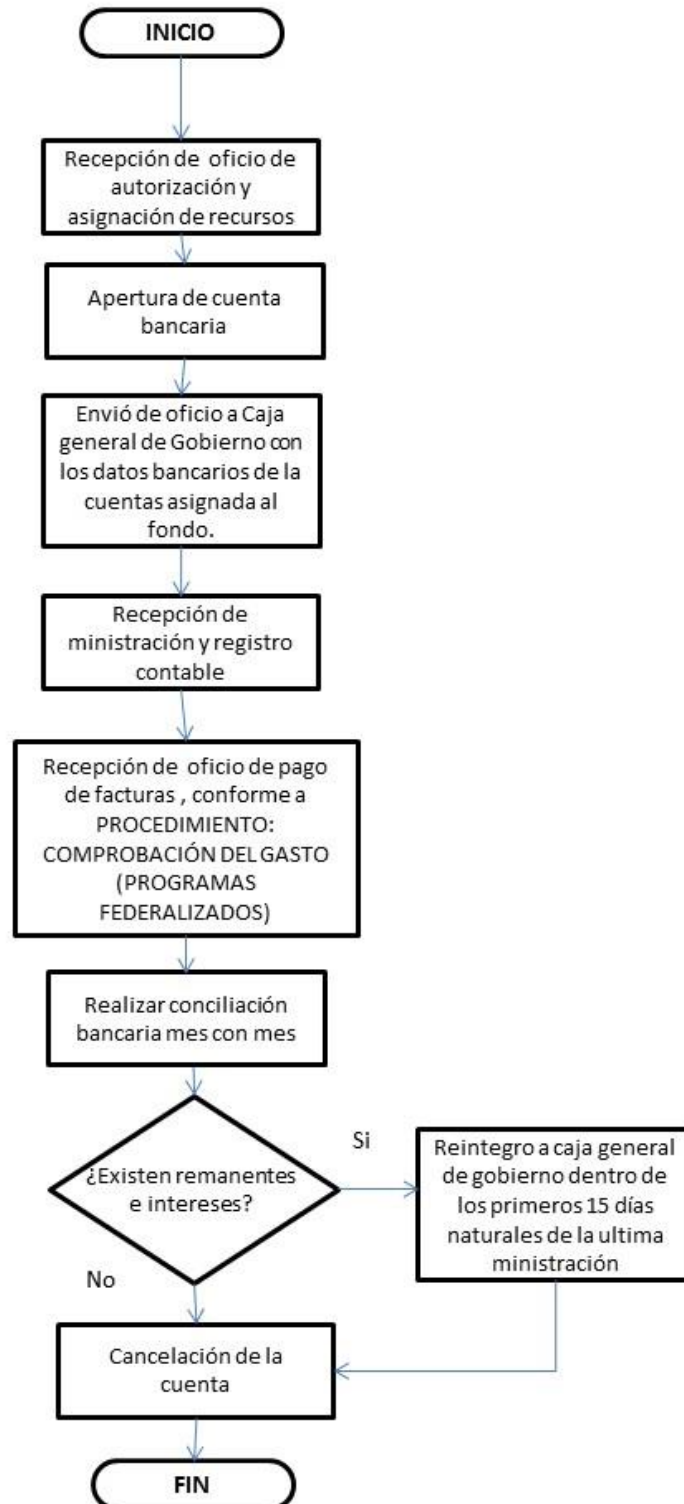 INICIO
Recepción de oficio de
autorización y
asignación de recursos
Apertura de cuenta
bancaria
Envió de oficio a Caja
general de Gobierno con
los datos bancarios de la
cuentas asignada al
fondo.
Recepción de
ministración y registro
contable
Recepción de oficio de pago
de facturas , conforme a
PROCEDIMIENTO:
COMPROBACIÓN DEL GASTO
(PROGRAMAS
FEDERALIZADOS)
Realizar conciliación
bancaria mes con mes
¿Existen remanentes
e intereses?
Si
Reintegro a caja general
de gobierno dentro de
los primeros 15 días
naturales de la ultima
ministración
No
Cancelación de la
cuenta
FIN